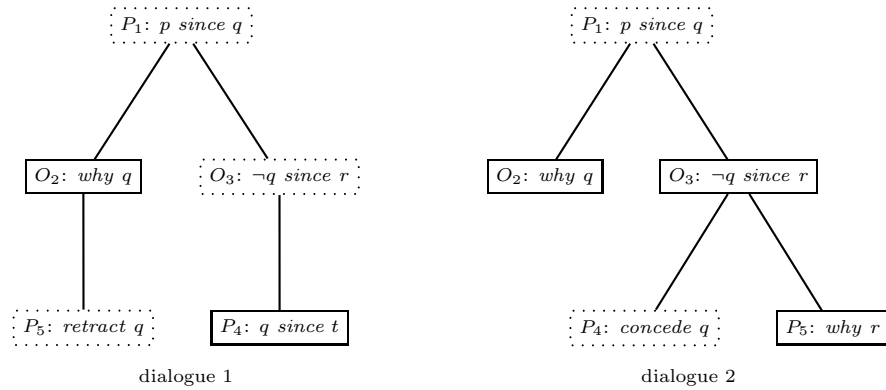 P1: p since q
P1: p since q
O2: why q
O3: ¬q since r
O2: why q
O3: ¬q since r
P5: retract q
P4: q since t
P4: concede q
P5: why r
dialogue 1
dialogue 2